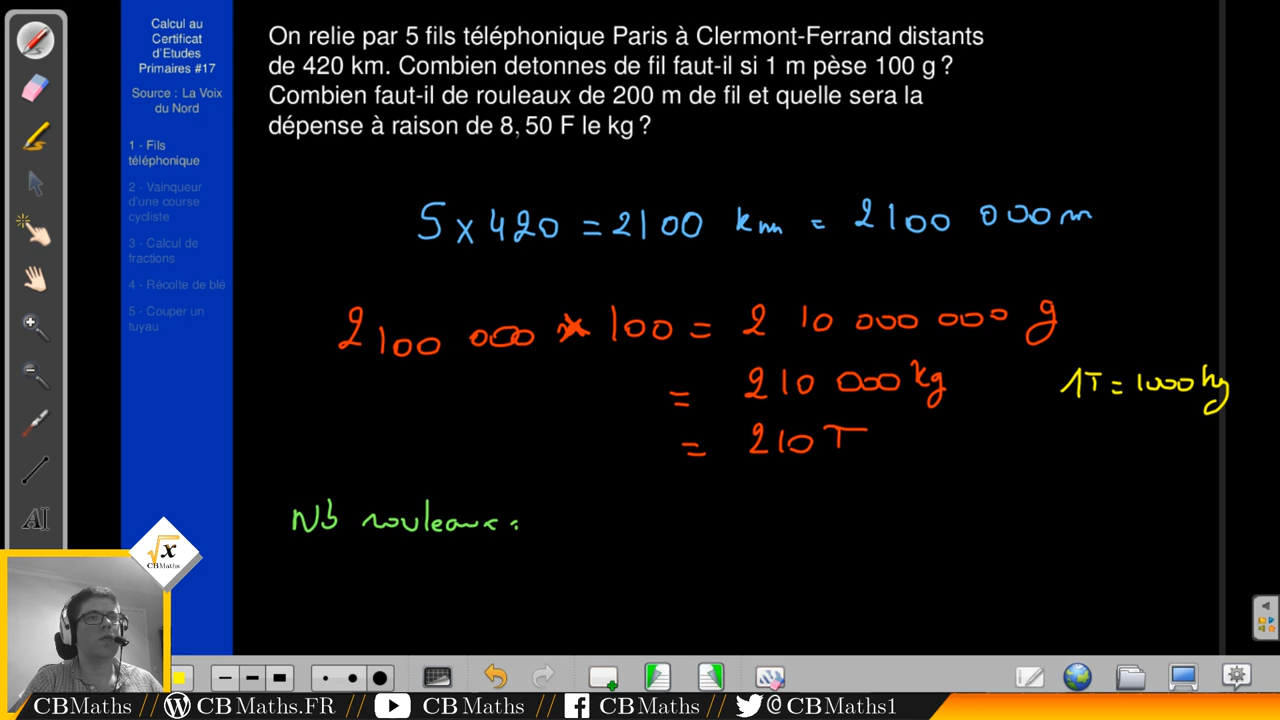 Calcul au
Certificat
d'Etudes
Primaires #17
Source : La Voix
du Nord
1 - Fils
téléphonique
2 - Vainqueur
d'une course
cycliste
3 - Calcul de
fractions
4 - Récolte de blé
5 - Couper un
tuyau
On relie par 5 fils téléphonique Paris à Clermont-Ferrand distants
de 420 km. Combien detonnes de fil faut-il si 1 m pèse 100 g ?
Combien faut-il de rouleaux de 200 m de fil et quelle sera la
dépense à raison de 8,50 F le kg ?
5 x 420 = 2100 km = 2100 000 m
2100 000 × 100 = 2 10 000 000 g
= 210 000 kg
1T = 1000 kg
= 210 T
Nb rouleaux :
AI
√x
CBMaths
CBMaths // CBMaths.FR // CBMaths // CBMaths // @CBMaths1